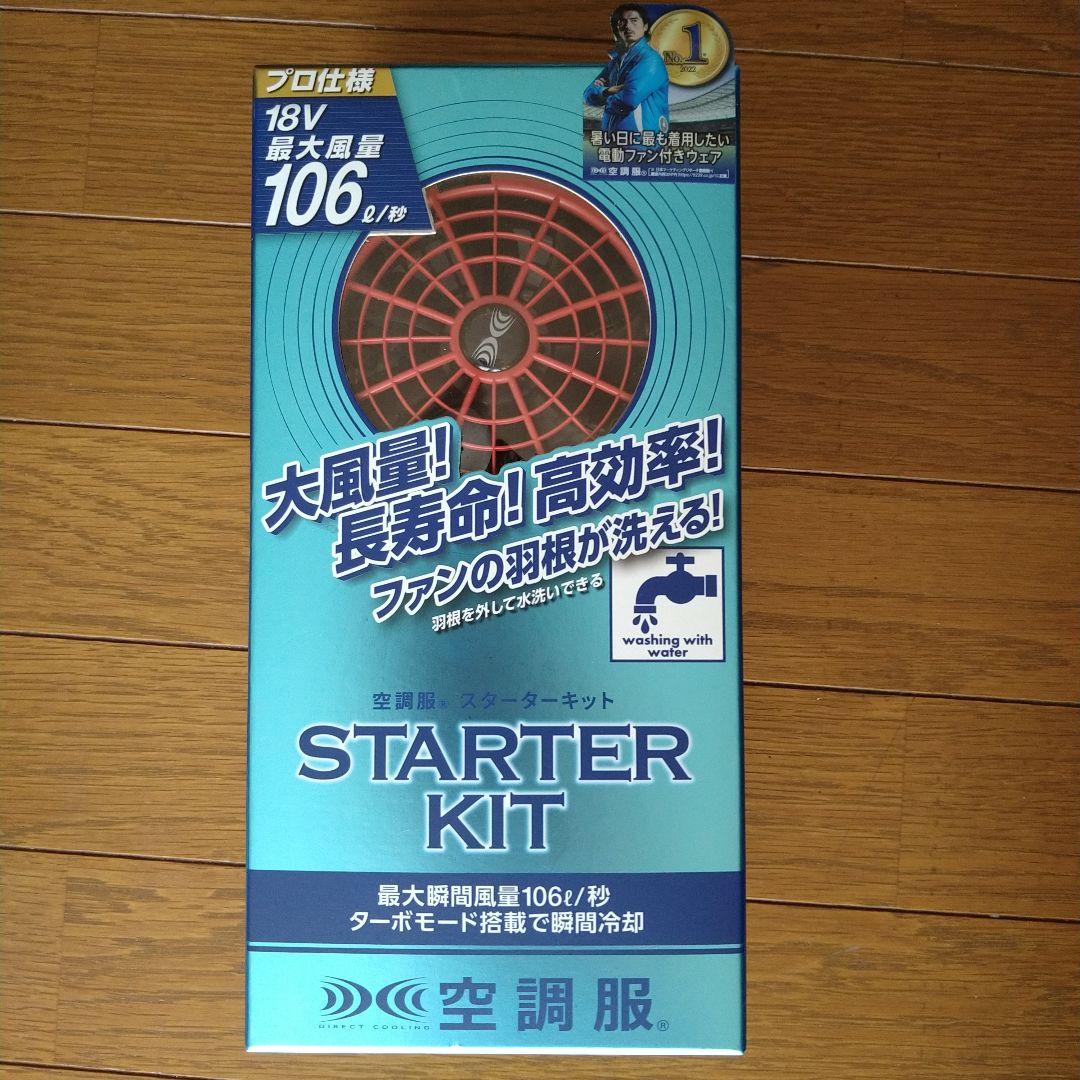 プロ仕様
18V
最大風量
106ℓ/秒
No.1
2022
暑い日に最も着用したい
電動ファン付きウェア
空調服®
大風量!
長寿命!高効率!
ファンの羽根が洗える!
羽根を外して水洗いできる
washing with
water
空調服® スターターキット
STARTER
KIT
最大瞬間風量106ℓ/秒
ターボモード搭載で瞬間冷却
DIRECT COOLING
空調服®